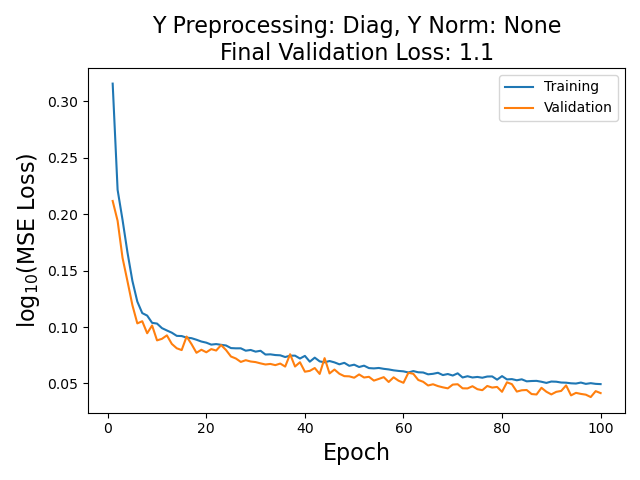 Y Preprocessing: Diag, Y Norm: None
Final Validation Loss: 1.1
Training
Validation
0.30
0.25
0.20
0.15
0.10
0.05
log₁₀(MSE Loss)
0 20 40 60 80 100
Epoch